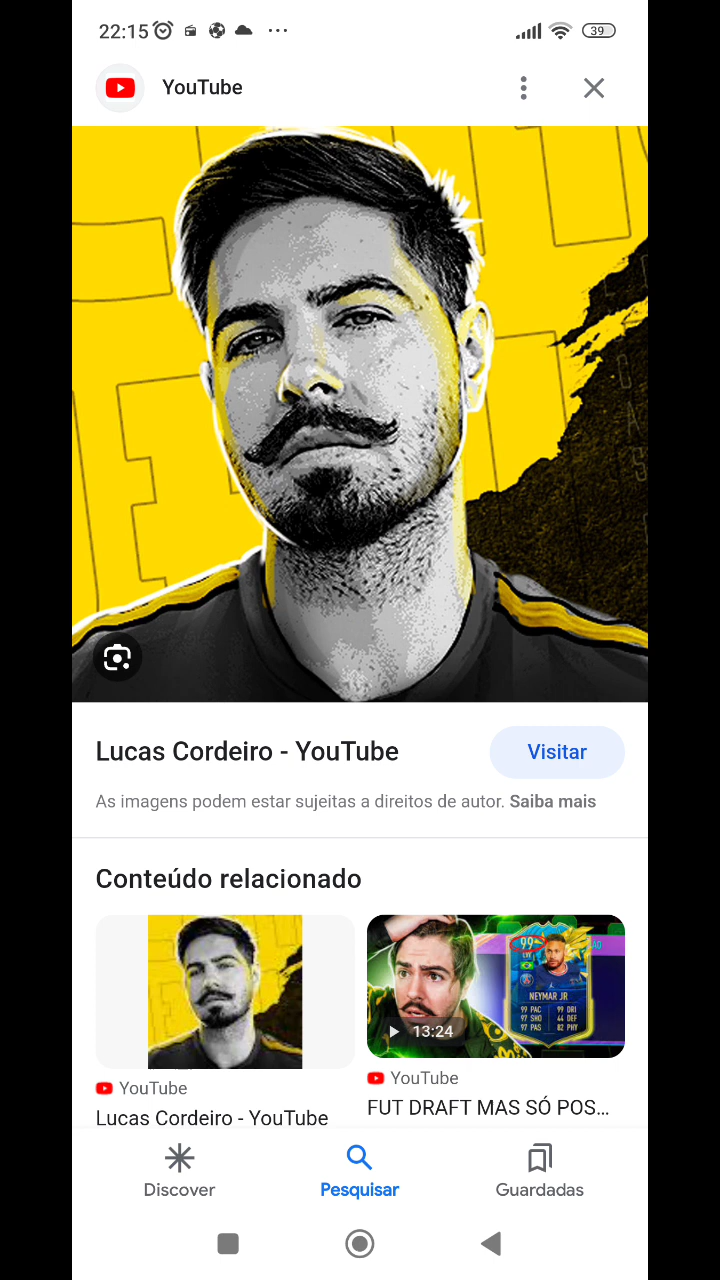 22:15
39
YouTube
Lucas Cordeiro - YouTube
Visitar
As imagens podem estar sujeitas a direitos de autor. Saiba mais
Conteúdo relacionado
99
LW
NEYMAR JR
99 PAC 99 DRI
97 SHO 44 DEF
97 PAS 82 PHY
13:24
YouTube
Lucas Cordeiro - YouTube
YouTube
FUT DRAFT MAS SÓ POS...
Discover
Pesquisar
Guardadas